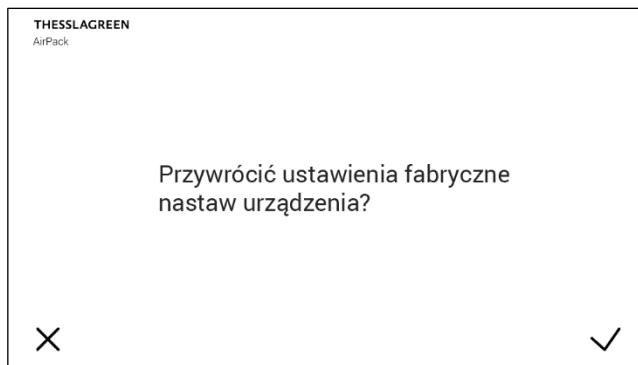 THESSLAGREEN
AirPack
Przywrócić ustawienia fabryczne
nastaw urządzenia?